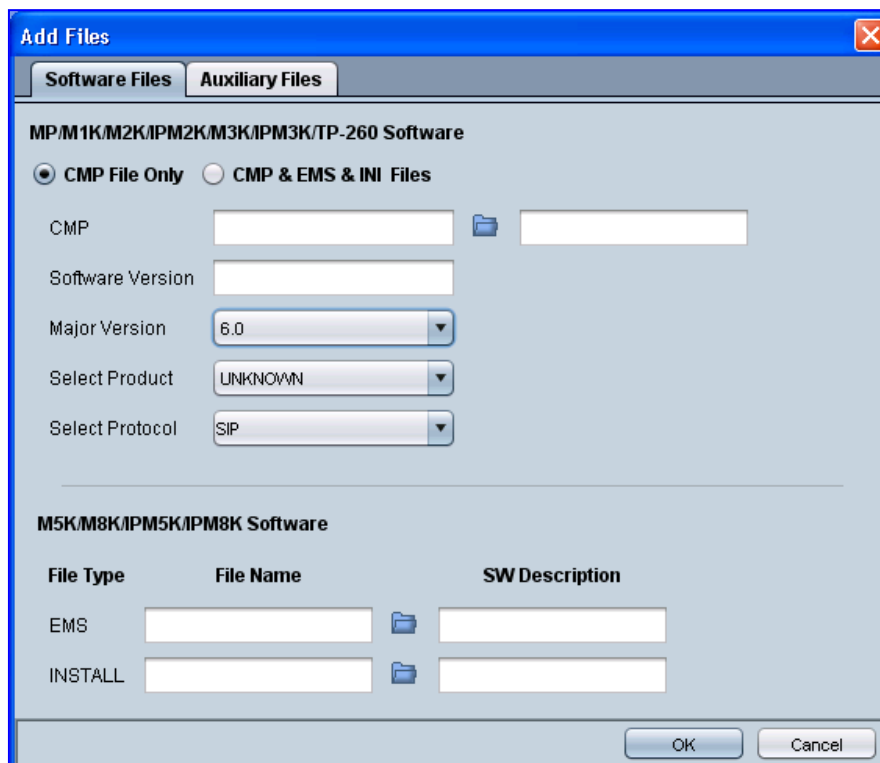 Add Files
Software Files Auxiliary Files
MP/M1K/M2K/IPM2K/M3K/IPM3K/TP-260 Software
CMP File Only CMP & EMS & INI Files
CMP
Software Version
Major Version 6.0
Select Product UNKNOWN
Select Protocol SIP
M5K/M8K/IPM5K/IPM8K Software
File Type File Name SW Description
EMS
INSTALL
OK Cancel